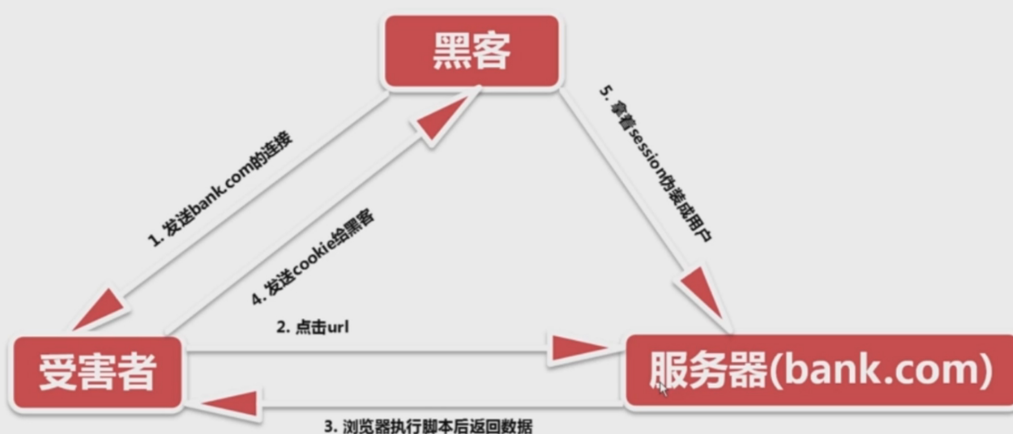 黑客
1. 发送bank.com的连接
5. 拿着session伪装成用户
4. 发送cookie给黑客
2. 点击url
受害者
服务器(bank.com)
3. 浏览器执行脚本后返回数据